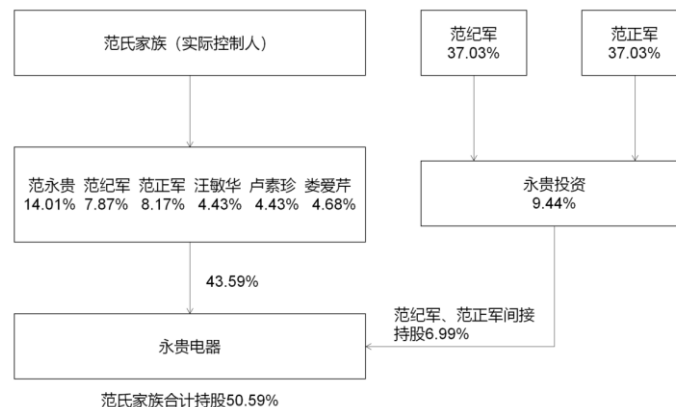 范氏家族（实际控制人）
范纪军
37.03%
范正军
37.03%
范永贵 范纪军 范正军 汪敏华 卢素珍 娄爱芹
14.01% 7.87% 8.17% 4.43% 4.43% 4.68%
永贵投资
9.44%
43.59%
范纪军、范正军间接
持股6.99%
永贵电器
范氏家族合计持股50.59%